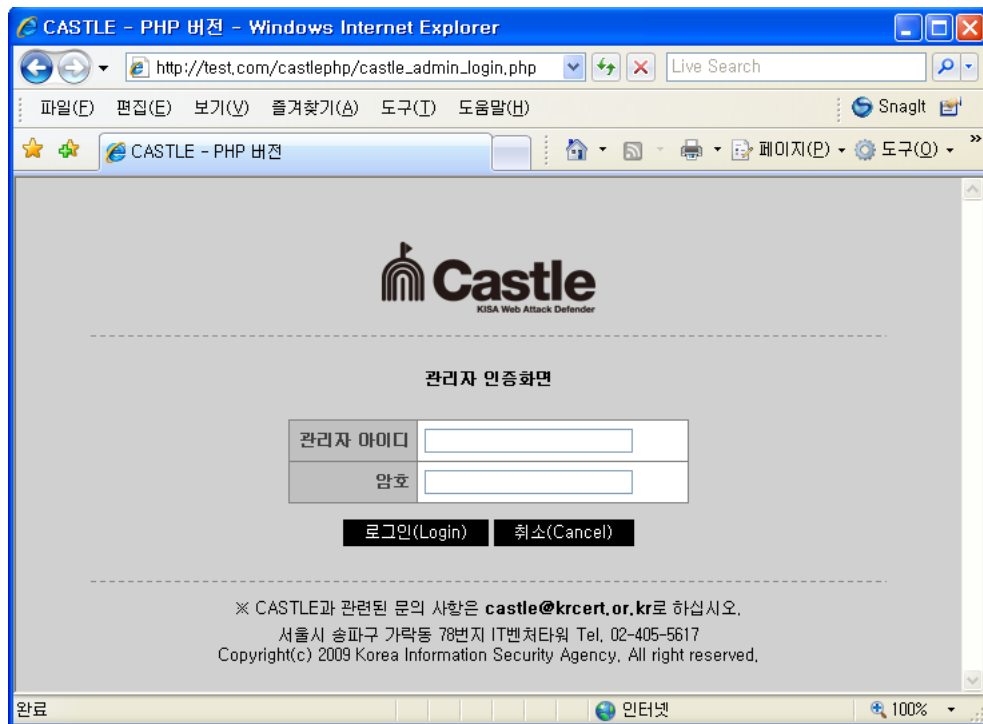 CASTLE - PHP 버전 - Windows Internet Explorer
http://test.com/castlephp/castle_admin_login.php
Live Search
파일(F) 편집(E) 보기(V) 즐겨찾기(A) 도구(T) 도움말(H)
SnagIt
CASTLE - PHP 버전
페이지(P)
도구(O)
»
Castle
KISA Web Attack Defender
관리자 인증화면
관리자 아이디
암호
로그인(Login) 취소(Cancel)
※ CASTLE과 관련된 문의 사항은 castle@krcert.or.kr로 하십시오.
서울시 송파구 가락동 78번지 IT벤처타워 Tel. 02-405-5617
Copyright(c) 2009 Korea Information Security Agency. All right reserved.
완료
인터넷
100%